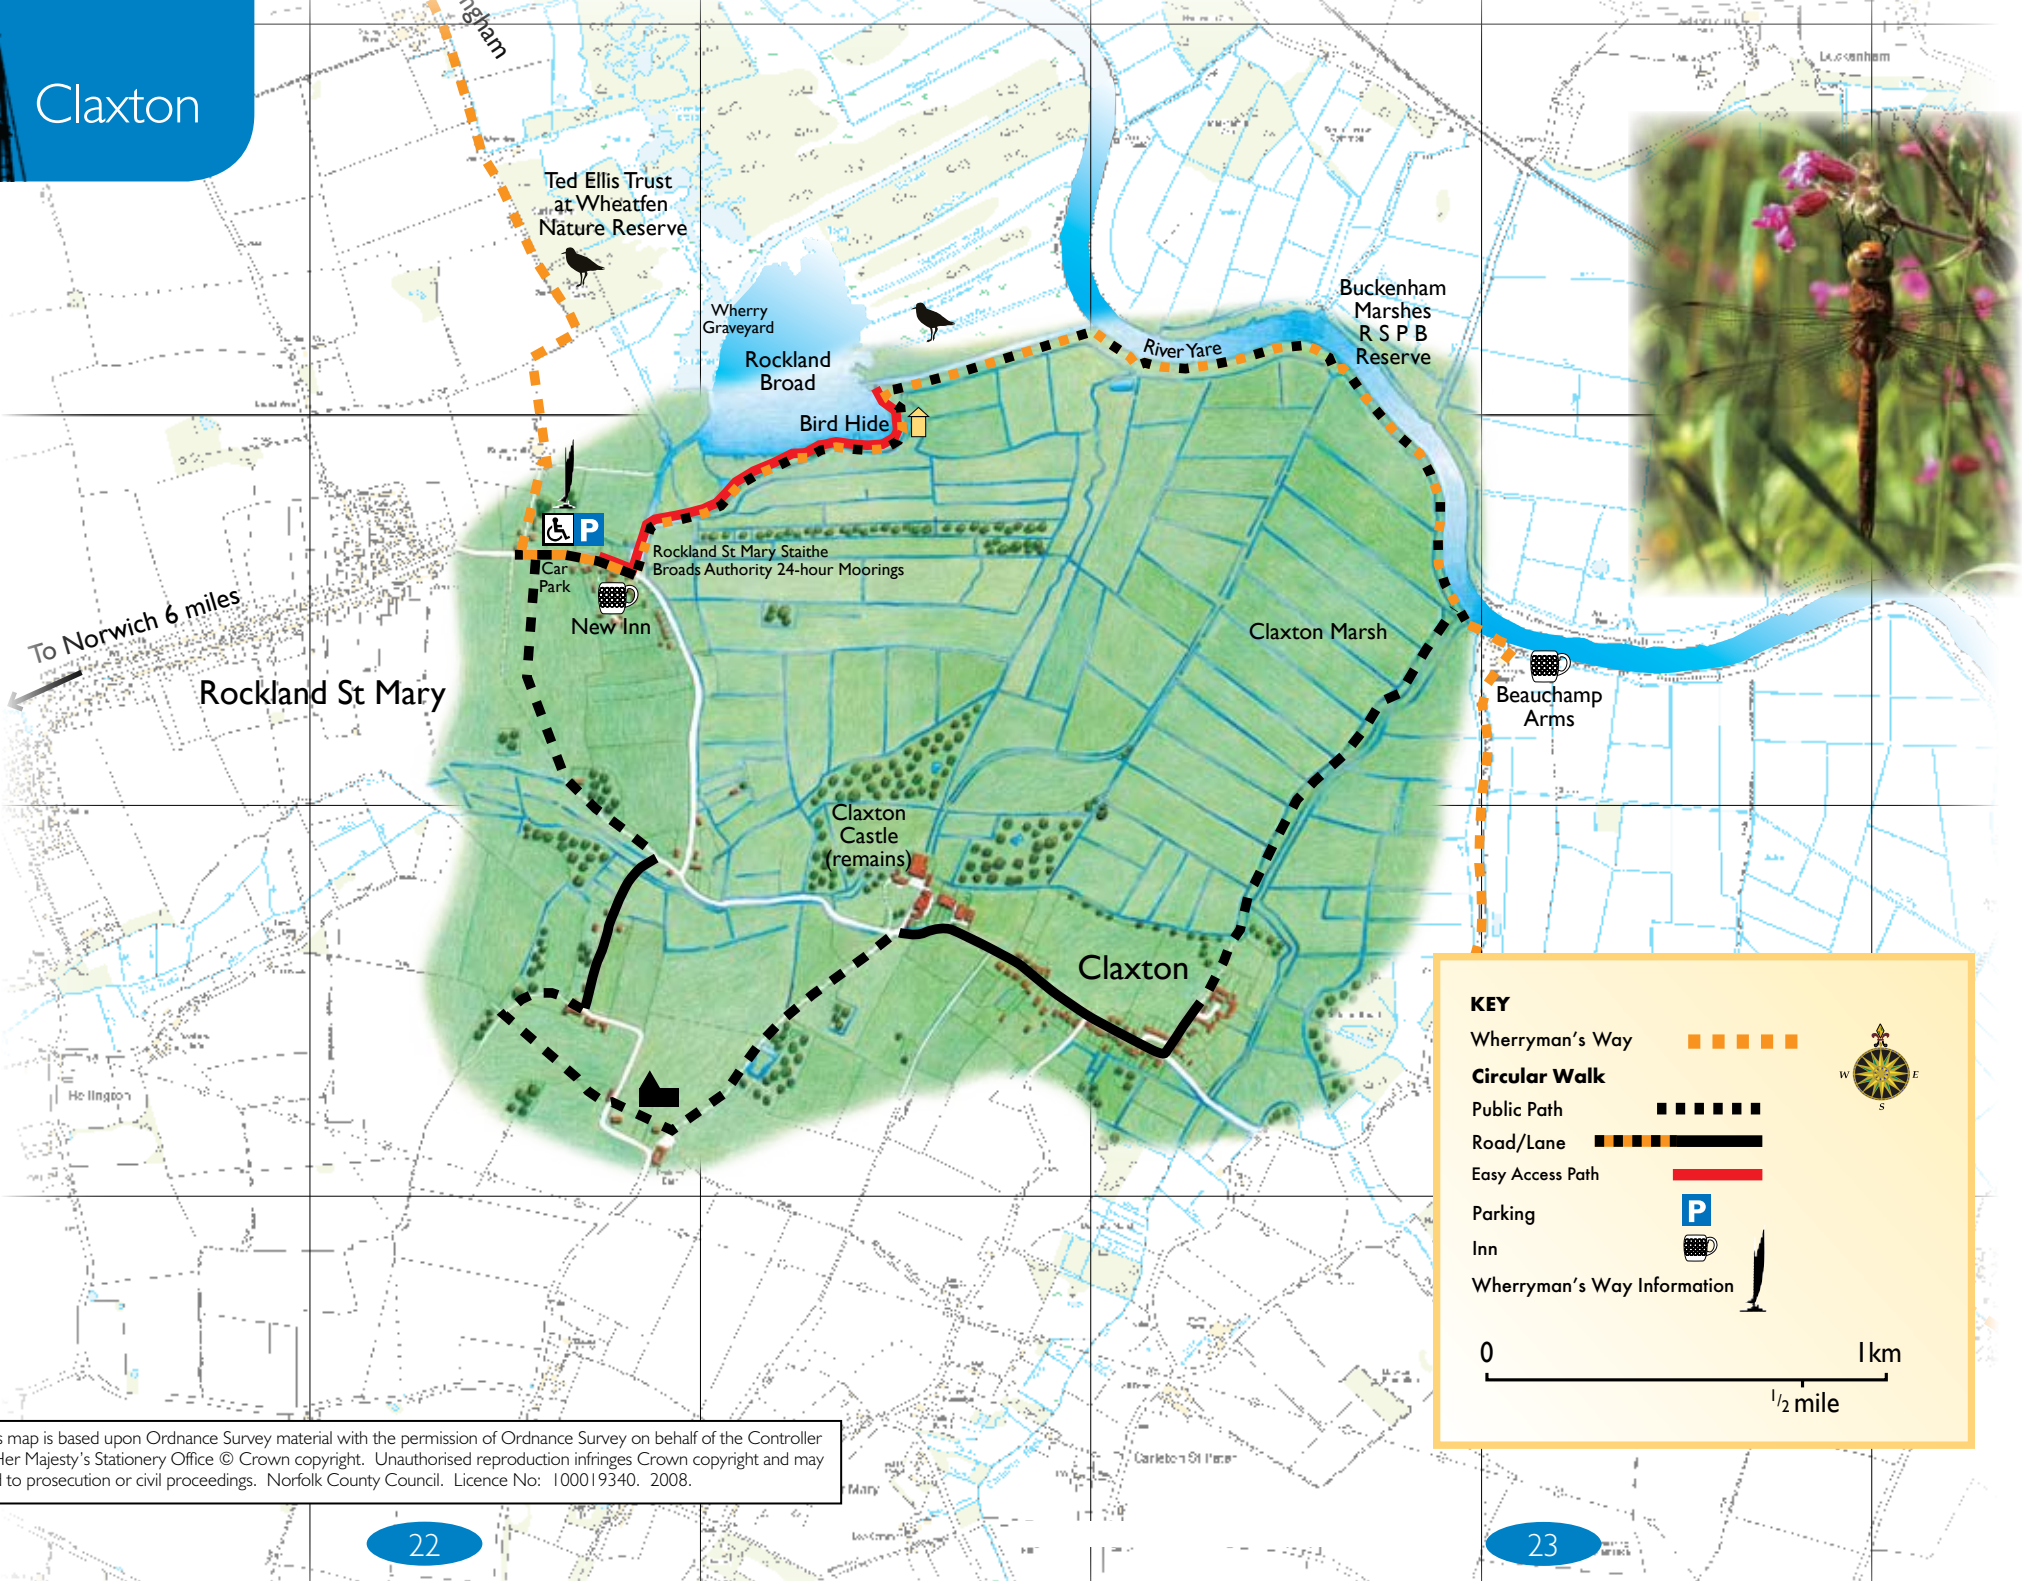 Claxton
Ted Ellis Trust
at Wheatfen
Nature Reserve
Wherry
Graveyard
Rockland
Broad
Bird Hide
River Yare
Buckenham
Marshes
R S P B
Reserve
P
Car
Park
Rockland St Mary Staithe
Broads Authority 24-hour Moorings
New Inn
To Norwich 6 miles
Rockland St Mary
Claxton Marsh
Beauchamp
Arms
Claxton
Castle
(remains)
Claxton
Hellington
Carleton St Peter
Mary
KEY
Wherryman's Way
Circular Walk
Public Path
Road/Lane
Easy Access Path
Parking
P
Inn
Wherryman's Way Information
W
E
S
0
1km
1/2 mile
map is based upon Ordnance Survey material with the permission of Ordnance Survey on behalf of the Controller
Her Majesty's Stationery Office © Crown copyright. Unauthorised reproduction infringes Crown copyright and may
to prosecution or civil proceedings. Norfolk County Council. Licence No: 100019340. 2008.
22
23